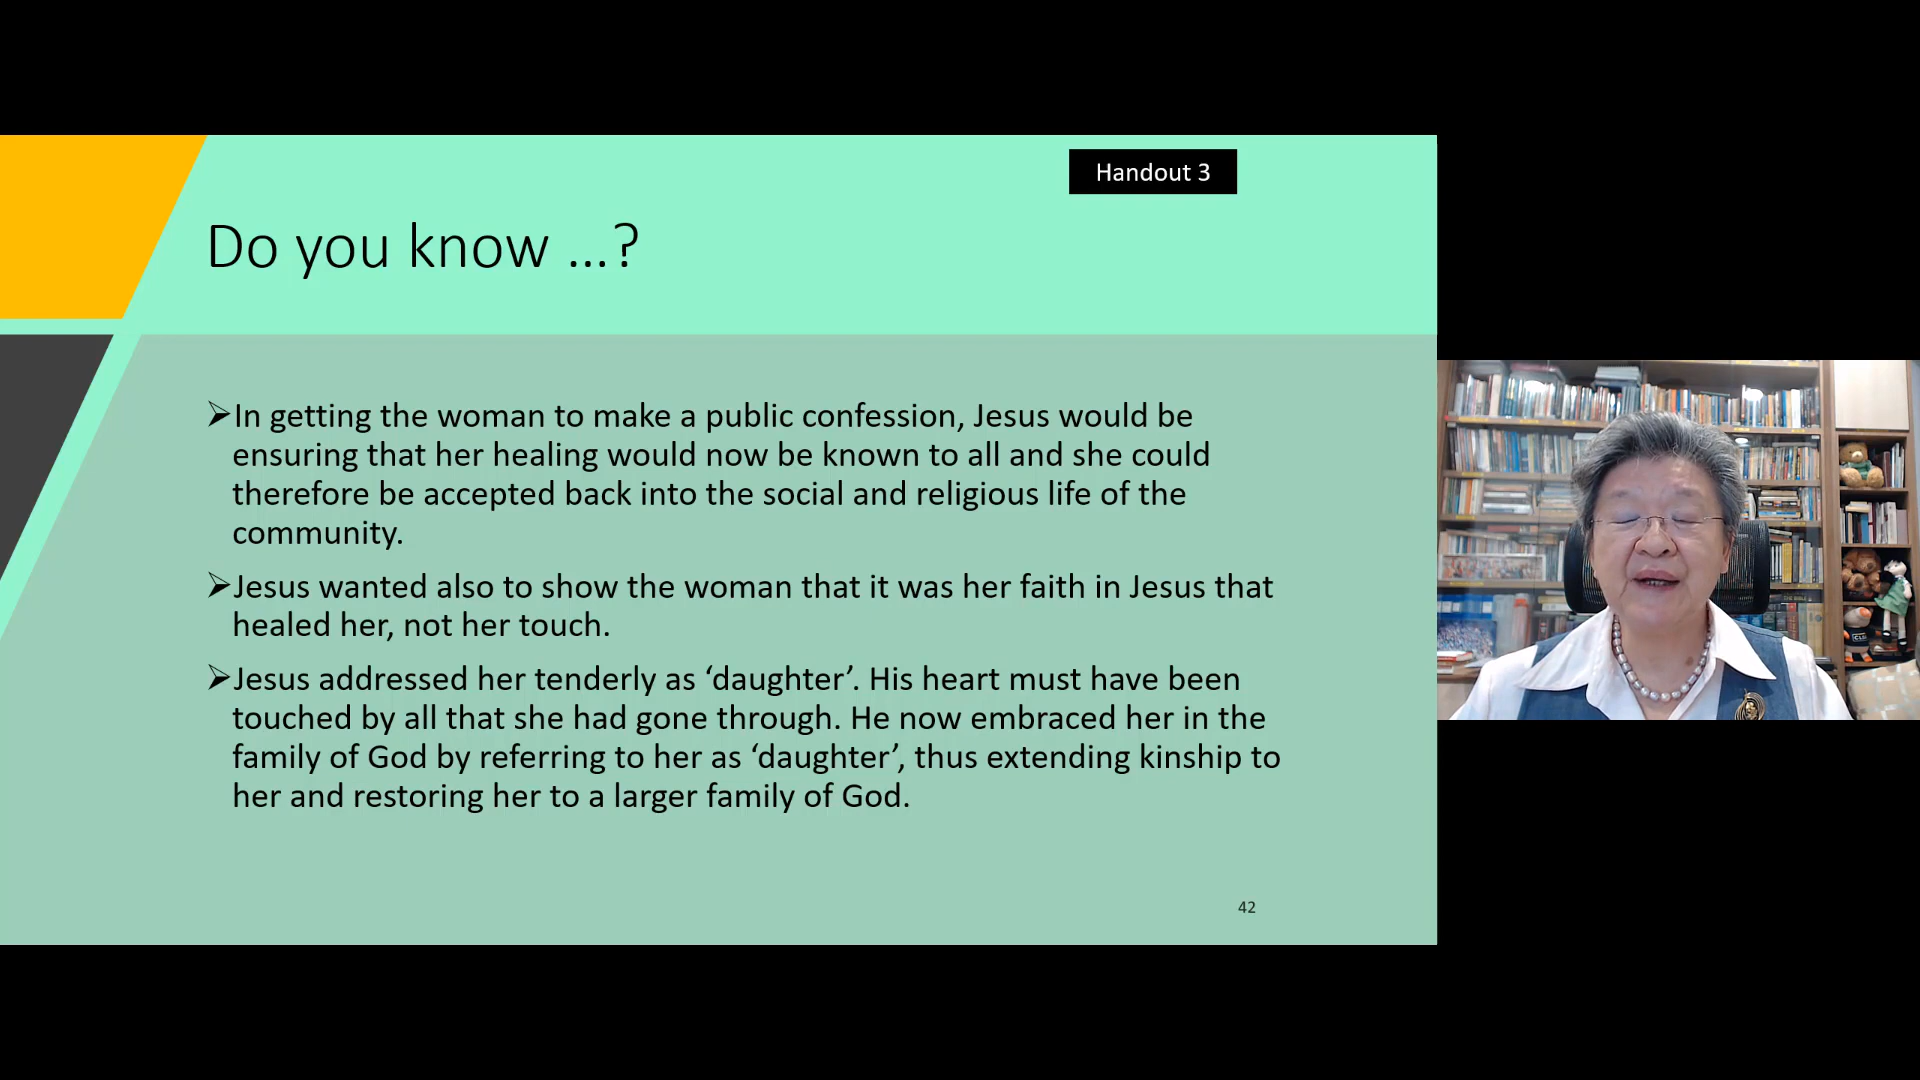 Handout 3
Do you know ...?
➢In getting the woman to make a public confession, Jesus would be
ensuring that her healing would now be known to all and she could
therefore be accepted back into the social and religious life of the
community.
➢Jesus wanted also to show the woman that it was her faith in Jesus that
healed her, not her touch.
➢Jesus addressed her tenderly as ‘daughter’. His heart must have been
touched by all that she had gone through. He now embraced her in the
family of God by referring to her as ‘daughter’, thus extending kinship to
her and restoring her to a larger family of God.
42